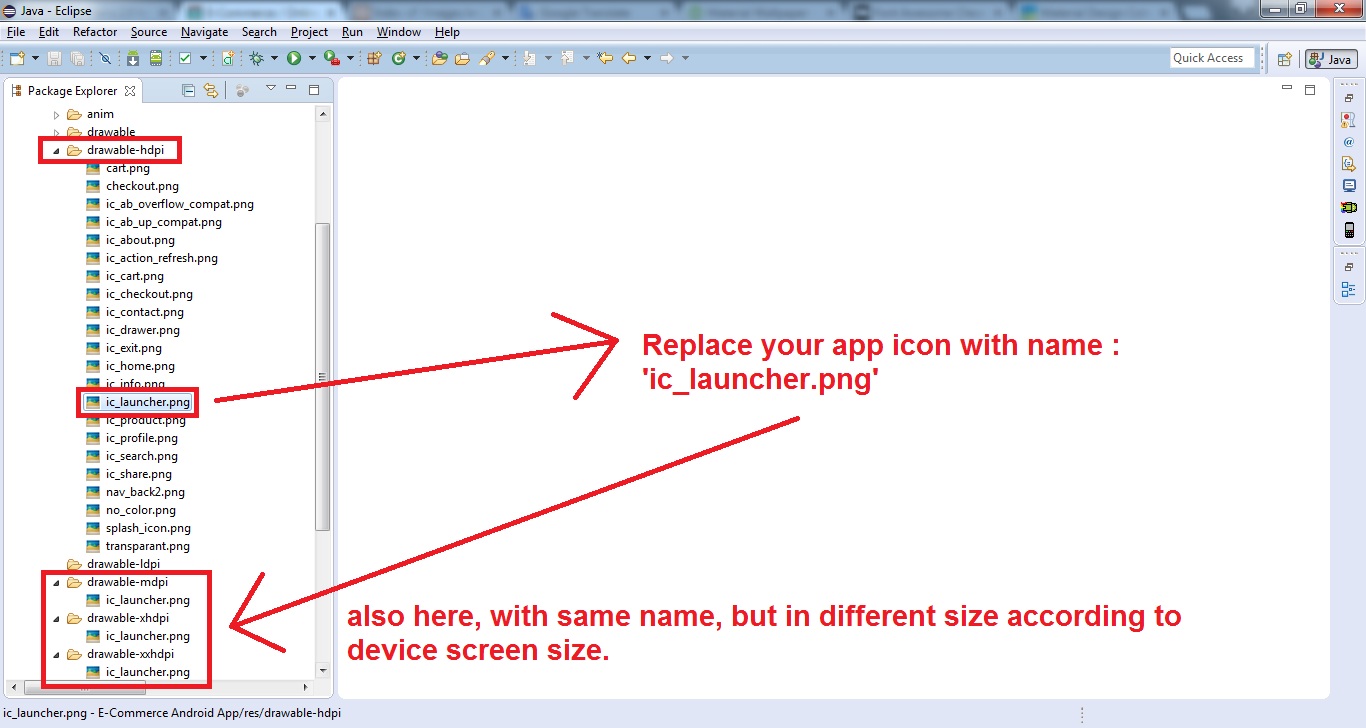 Java - Eclipse
File Edit Refactor Source Navigate Search Project Run Window Help
Quick Access
Java
Package Explorer
anim
drawable
drawable-hdpi
cart.png
checkout.png
ic_ab_overflow_compat.png
ic_ab_up_compat.png
ic_about.png
ic_action_refresh.png
ic_cart.png
ic_checkout.png
ic_contact.png
ic_drawer.png
ic_exit.png
ic_home.png
ic_info.png
ic_launcher.png
ic_product.png
ic_profile.png
ic_search.png
ic_share.png
nav_back2.png
no_color.png
splash_icon.png
transparant.png
drawable-ldpi
drawable-mdpi
ic_launcher.png
drawable-xhdpi
ic_launcher.png
drawable-xxhdpi
ic_launcher.png
Replace your app icon with name :
'ic_launcher.png'
also here, with same name, but in different size according to
device screen size.
ic_launcher.png - E-Commerce Android App/res/drawable-hdpi